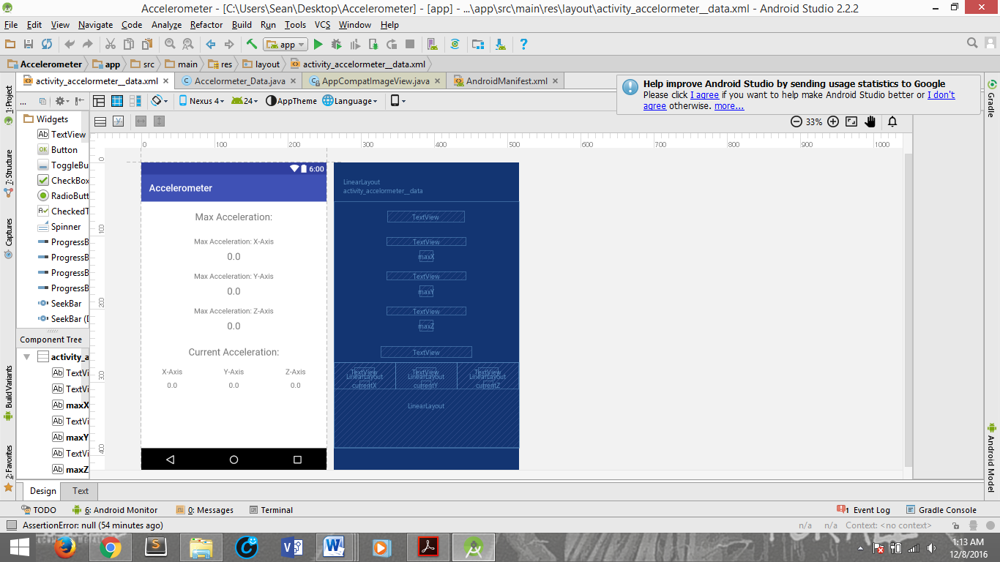 Accelerometer - [C:\Users\Sean\Desktop\Accelerometer] - [app] - ...\app\src\main\res\layout\activity_accelormeter__data.xml - Android Studio 2.2.2
File Edit View Navigate Code Analyze Refactor Build Run Tools VCS Window Help
app
Accelerometer app src main res layout activity_accelormeter__data.xml
activity_accelormeter__data.xml Accelormeter_Data.java AppCompatImageView.java AndroidManifest.xml
Help improve Android Studio by sending usage statistics to Google
Please click I agree if you want to help make Android Studio better or I don't
agree otherwise. more...
1: Project
7: Structure
Captures
Build Variants
2: Favorites
... Nexus 4 24 AppTheme Language
33%
Widgets
Ab TextView
OK Button
ToggleBu
CheckBox
RadioButt
CheckedT
Spinner
ProgressB
ProgressB
ProgressB
ProgressB
SeekBar
SeekBar (D
Component Tree
activity_a
Ab TextVi
Ab TextVi
Ab maxX
Ab TextVi
Ab maxY
Ab TextVi
Ab maxZ
0 100 200 300 400 500 600 700 800 900 1000
0
100
200
300
400
6:00
Accelerometer
Max Acceleration:
Max Acceleration: X-Axis
0.0
Max Acceleration: Y-Axis
0.0
Max Acceleration: Z-Axis
0.0
Current Acceleration:
X-Axis Y-Axis Z-Axis
0.0 0.0 0.0
LinearLayout
activity_accelormeter__data
TextView
TextView
maxX
TextView
maxY
TextView
maxZ
TextView
TextView TextView TextView
LinearLayout LinearLayout LinearLayout
currentX currentY currentZ
LinearLayout
Gradle
Android Model
Design Text
TODO 6: Android Monitor 0: Messages Terminal 1 Event Log Gradle Console
AssertionError: null (54 minutes ago) n/a n/a Context: <no context>
1:13 AM
12/8/2016